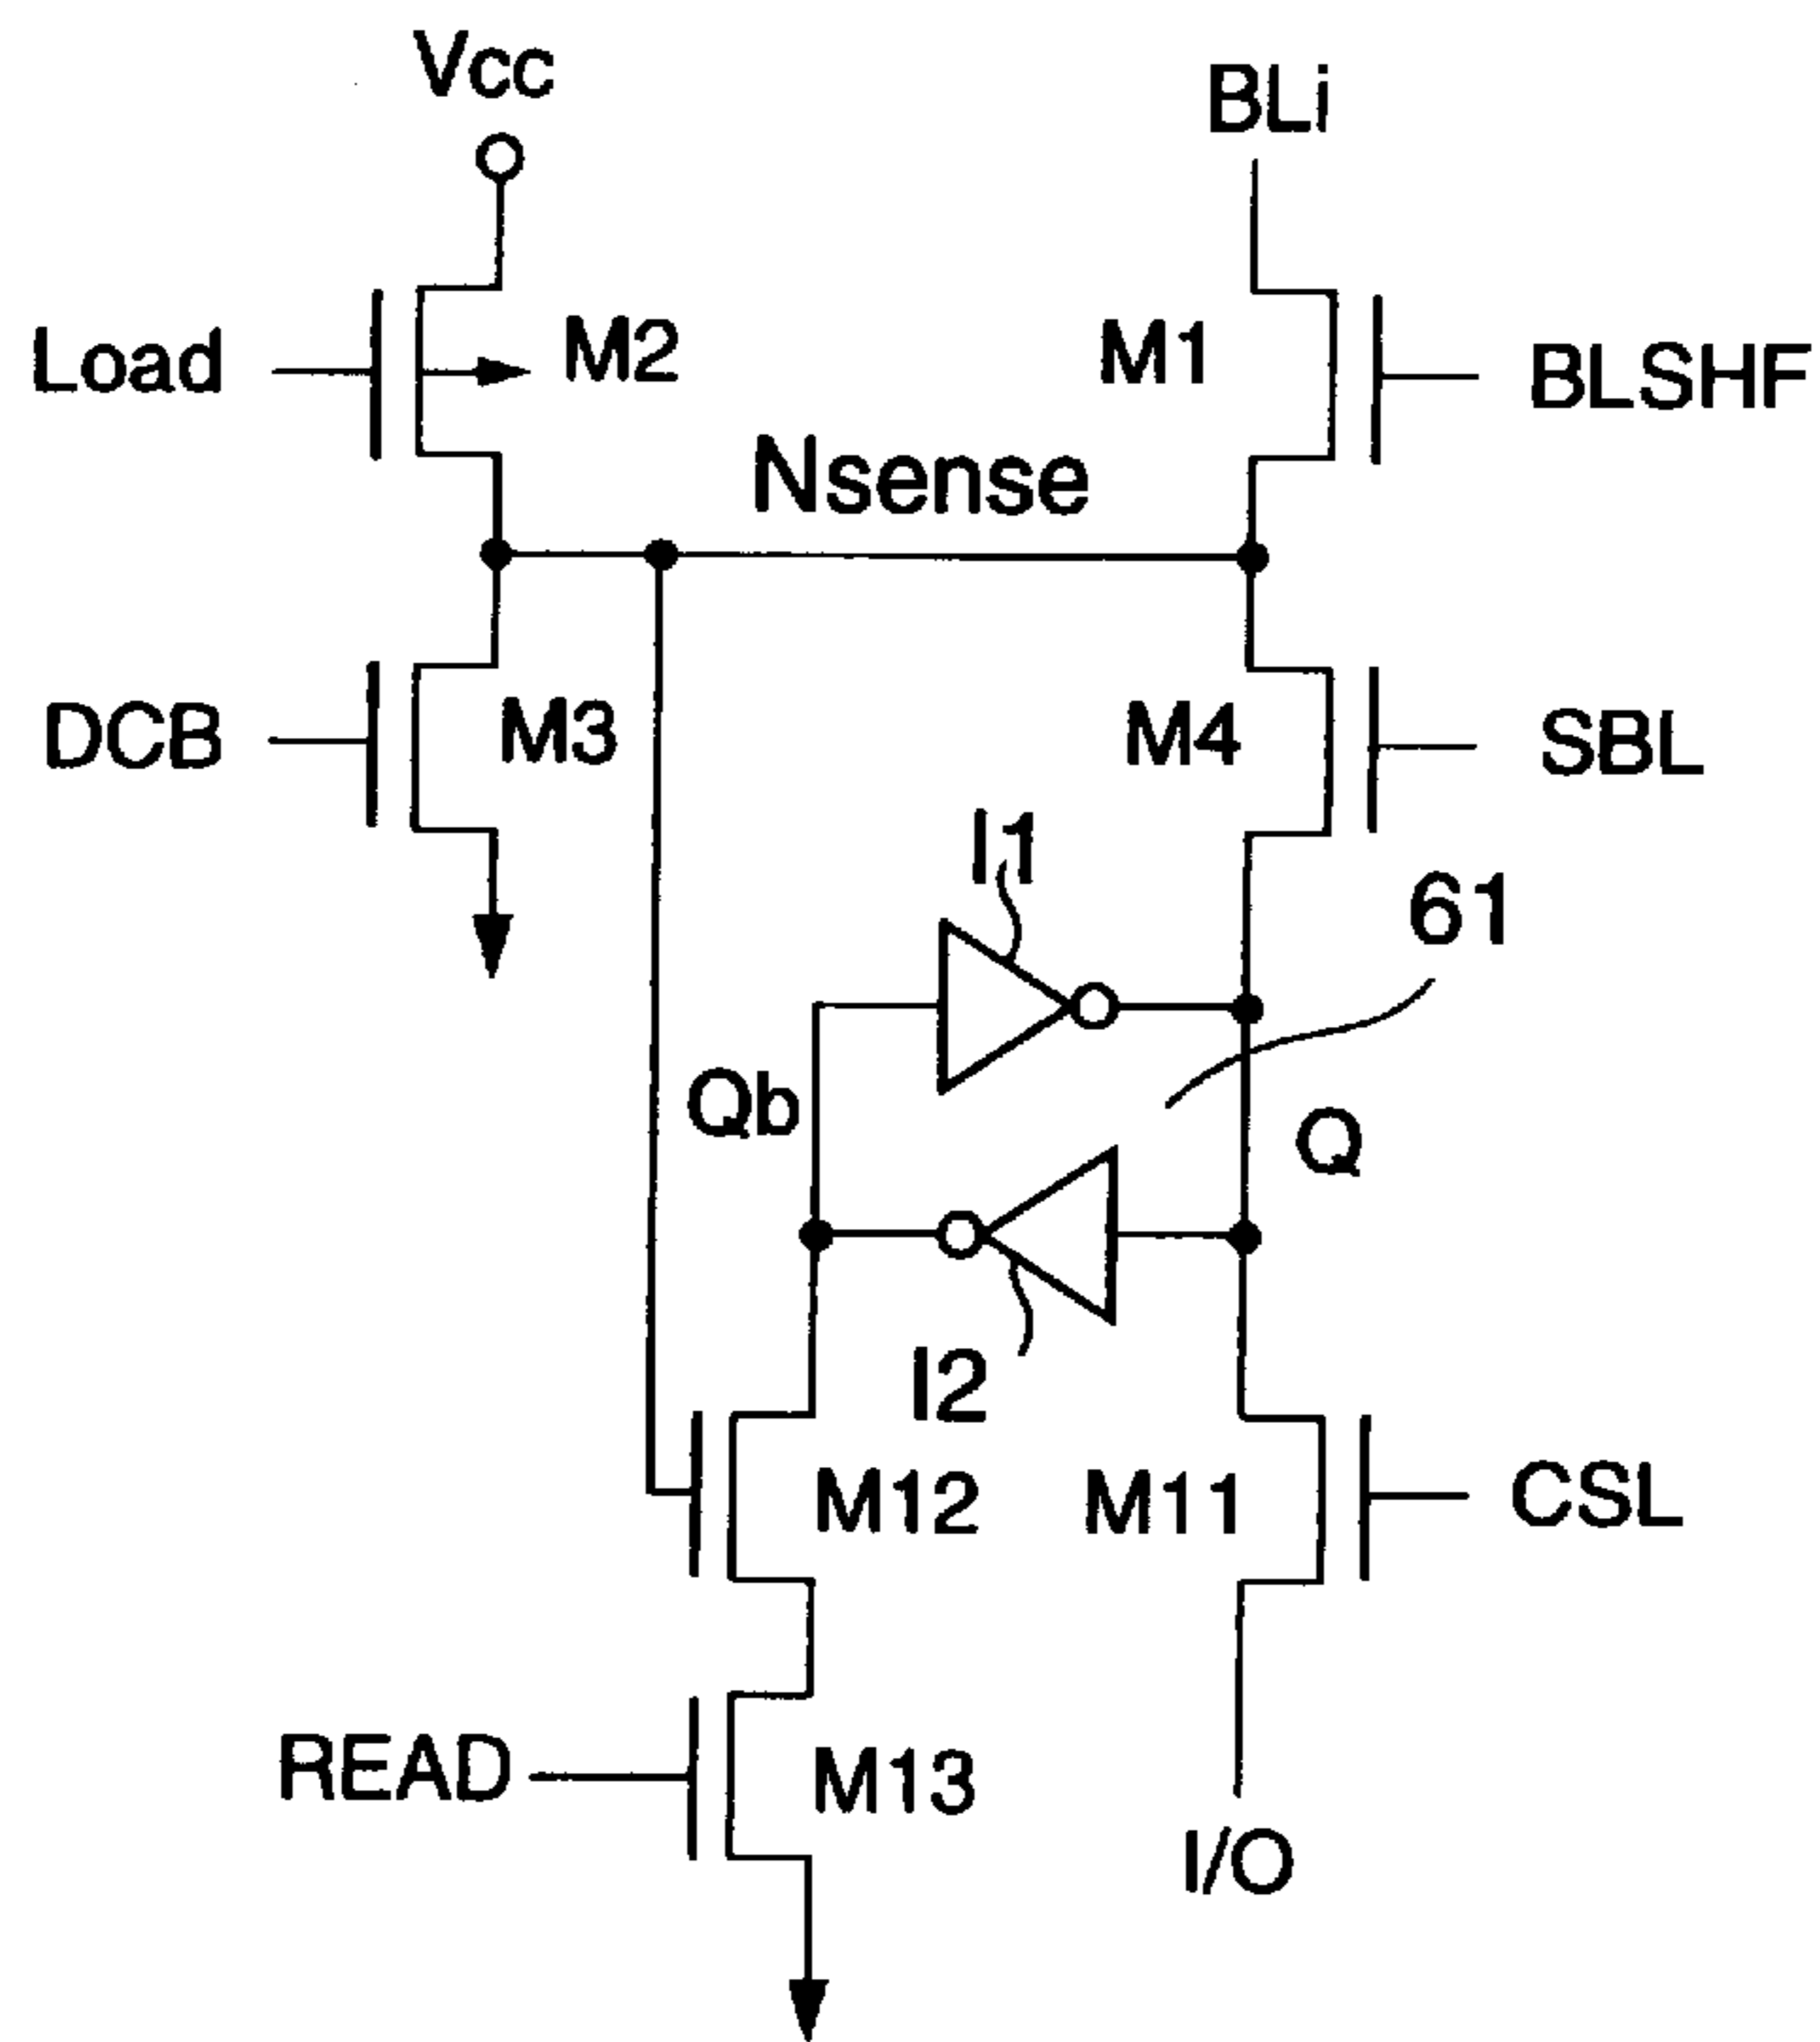 Vcc
BLi
Load
M2
M1
BLSHF
Nsense
DCB
M3
M4
SBL
I1
61
Qb
Q
I2
M12
M11
CSL
READ
M13
I/O